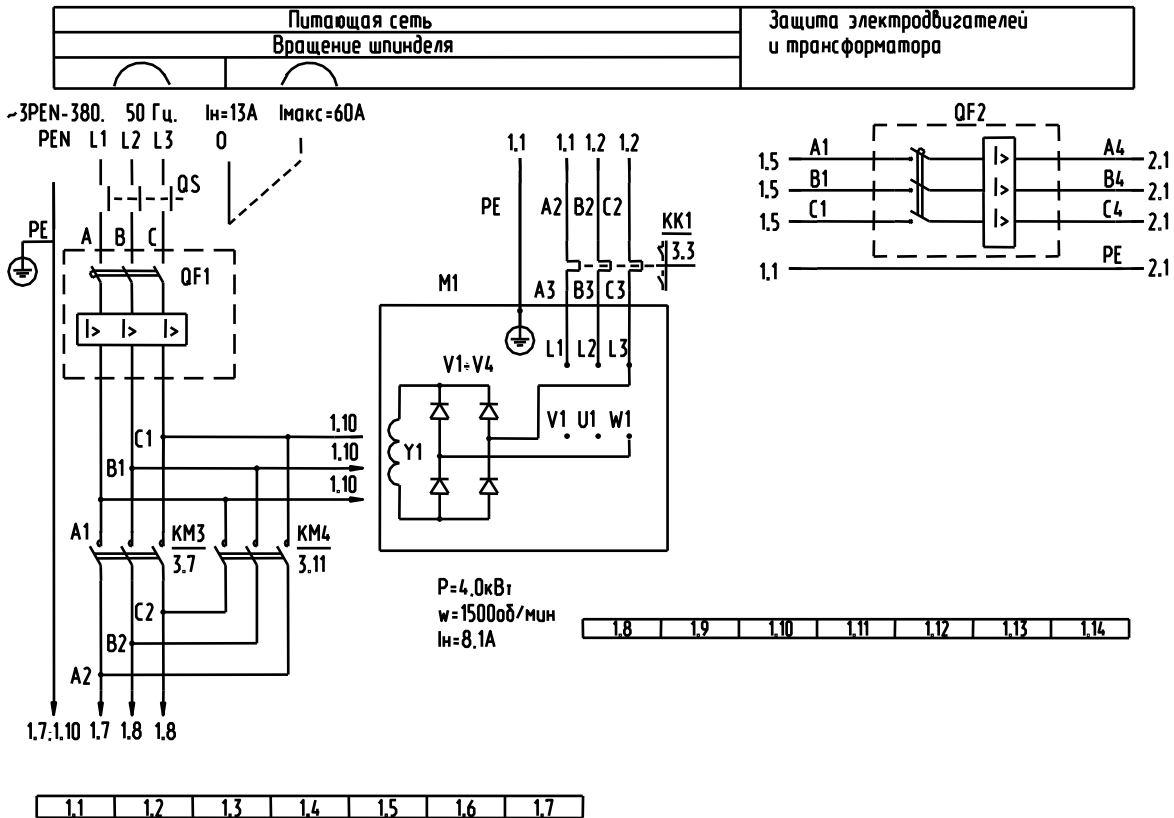 Питающая сеть
Вращение шпинделя
Защита электродвигателей
и трансформатора
~3PEN-380. 50 Гц. Iн=13А Iмакс=60А
PEN L1 L2 L3 0 I
QS
PE
A B C
QF1
I> I> I>
C1
B1
A1
1.10
1.10
1.10
KM3
3.7
KM4
3.11
C2
B2
A2
1.7÷1.10 1.7 1.8 1.8
1.1 1.1 1.2 1.2
PE A2 B2 C2
KK1
3.3
M1
A3 B3 C3
L1 L2 L3
V1÷V4
V1 U1 W1
Y1
P=4.0кВт
w=1500об/мин
Iн=8.1А
QF2
1.5 A1 I> A4 2.1
1.5 B1 I> B4 2.1
1.5 C1 I> C4 2.1
1.1 PE 2.1
1.8 1.9 1.10 1.11 1.12 1.13 1.14
1.1 1.2 1.3 1.4 1.5 1.6 1.7